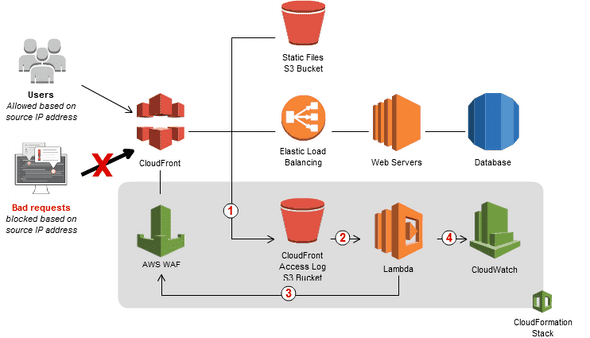 Static Files
S3 Bucket
Users
Allowed based on
source IP address
CloudFront
Elastic Load
Balancing
Web Servers
Database
X
Bad requests
blocked based on
source IP address
1
2
4
AWS WAF
CloudFront
Access Log
S3 Bucket
Lambda
CloudWatch
3
CloudFormation
Stack